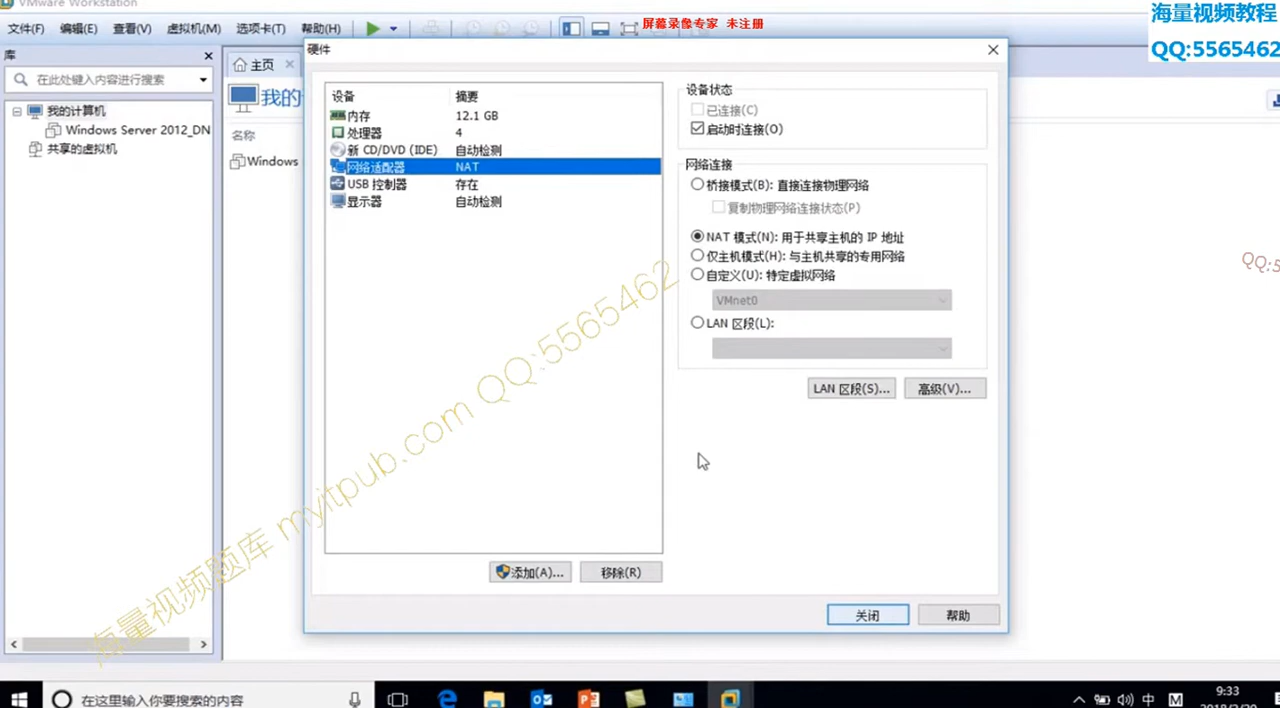 VMware Workstation
海量视频教程
QQ:5565462
文件(F) 编辑(E) 查看(V) 虚拟机(M) 选项卡(T) 帮助(H)
屏幕录像专家 未注册
库
在此处键入内容进行搜索
我的计算机
Windows Server 2012_DN
共享的虚拟机
主页
我的
名称
Windows
硬件
设备 摘要
内存 12.1 GB
处理器 4
新 CD/DVD (IDE) 自动检测
网络适配器 NAT
USB 控制器 存在
显示器 自动检测
设备状态
已连接(C)
启动时连接(O)
网络连接
桥接模式(B): 直接连接物理网络
复制物理网络连接状态(P)
NAT 模式(N): 用于共享主机的 IP 地址
仅主机模式(H): 与主机共享的专用网络
自定义(U): 特定虚拟网络
VMnet0
LAN 区段(L):
LAN 区段(S)... 高级(V)...
添加(A)... 移除(R)
关闭 帮助
海量视频题库 myitpub.com QQ:5565462
QQ:5
在这里输入你要搜索的内容
中 M
9:33